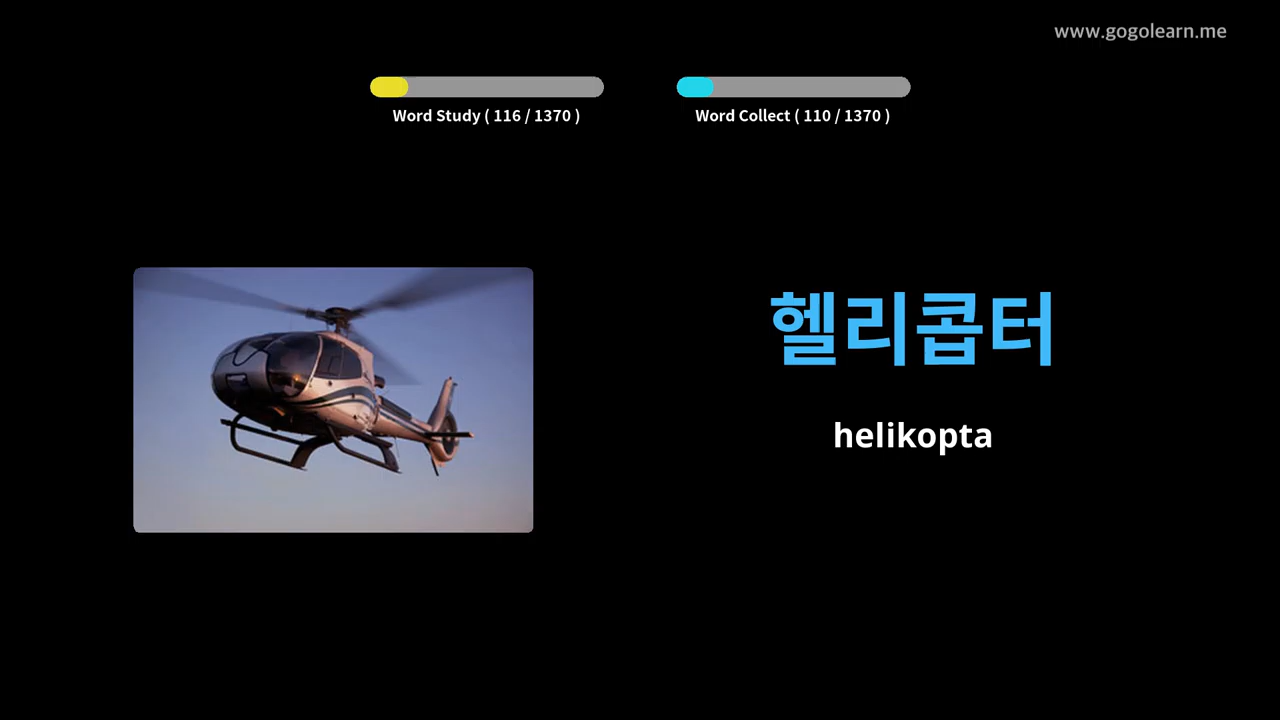 www.gogolearn.me
Word Study ( 116 / 1370 )
Word Collect ( 110 / 1370 )
헬리콥터
helikopta